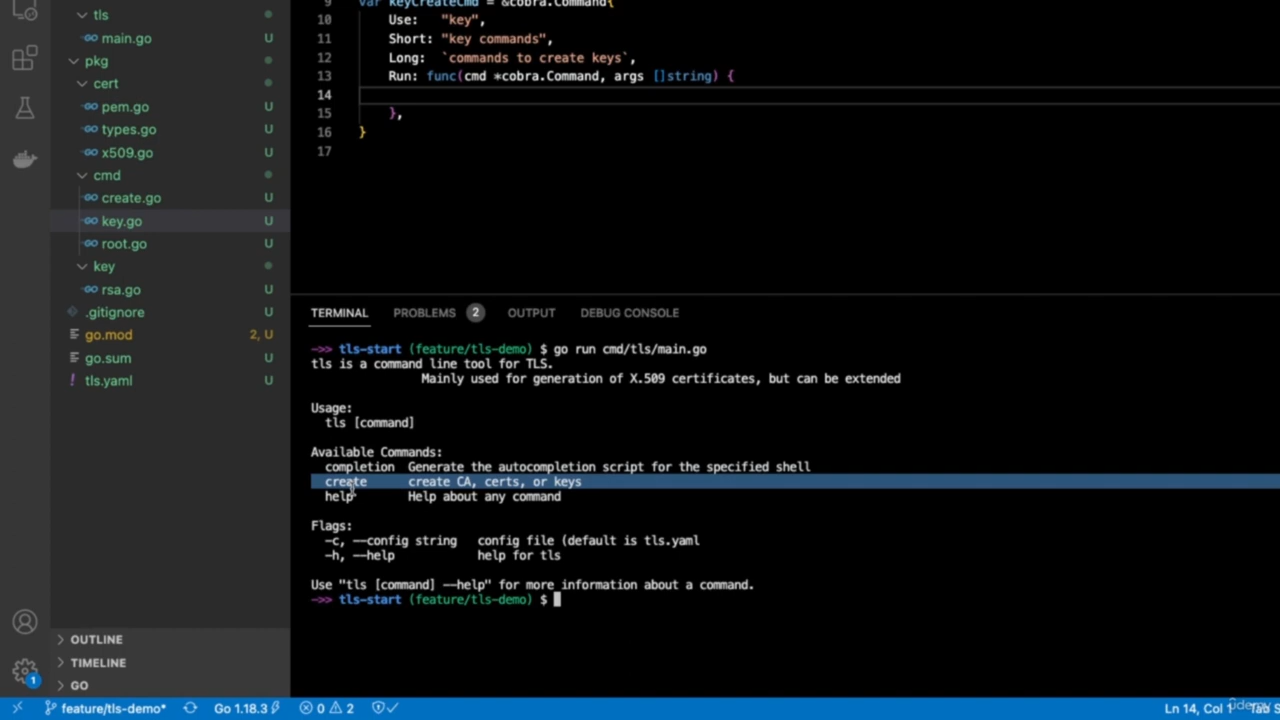 tls
main.go U
pkg
cert
pem.go U
types.go U
x509.go U
cmd
create.go U
key.go U
root.go U
key
rsa.go U
.gitignore U
go.mod 2, U
go.sum U
tls.yaml U
OUTLINE
TIMELINE
GO
9 var keyCreateCmd = &cobra.Command{
10 Use: "key",
11 Short: "key commands",
12 Long: `commands to create keys`,
13 Run: func(cmd *cobra.Command, args []string) {
14
15 },
16 }
17
TERMINAL PROBLEMS 2 OUTPUT DEBUG CONSOLE
->>> tls-start (feature/tls-demo) $ go run cmd/tls/main.go
tls is a command line tool for TLS.
Mainly used for generation of X.509 certificates, but can be extended
Usage:
tls [command]
Available Commands:
completion Generate the autocompletion script for the specified shell
create create CA, certs, or keys
help Help about any command
Flags:
-c, --config string config file (default is tls.yaml
-h, --help help for tls
Use "tls [command] --help" for more information about a command.
->>> tls-start (feature/tls-demo) $
1
feature/tls-demo* Go 1.18.3 0 2 Ln 14, Col 1 Tab S
udemy